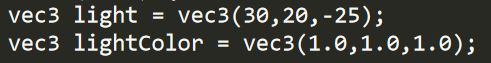 vec3 light = vec3(30,20,-25);
vec3 lightColor = vec3(1.0,1.0,1.0);